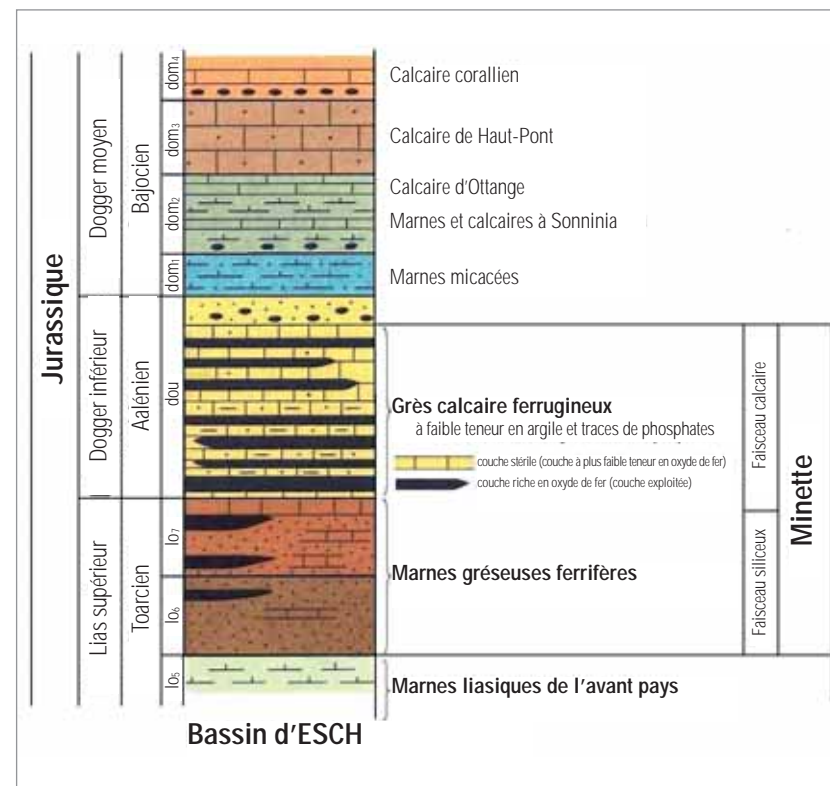 Jurassique
Dogger moyen
Bajocien
dom4
Calcaire corallien
dom3
Calcaire de Haut-Pont
dom2
Calcaire d'Ottange
Marnes et calcaires à Sonninia
dom1
Marnes micacées
Dogger inférieur
Aalénien
dou
Grès calcaire ferrugineux
à faible teneur en argile et traces de phosphates
couche stérile (couche à plus faible teneur en oxyde de fer)
couche riche en oxyde de fer (couche exploitée)
Faisceau calcaire
Minette
Lias supérieur
Toarcien
lo7
Marnes gréseuses ferrifères
Faisceau siliceux
lo6
lo5
Marnes liasiques de l'avant pays
Bassin d'ESCH